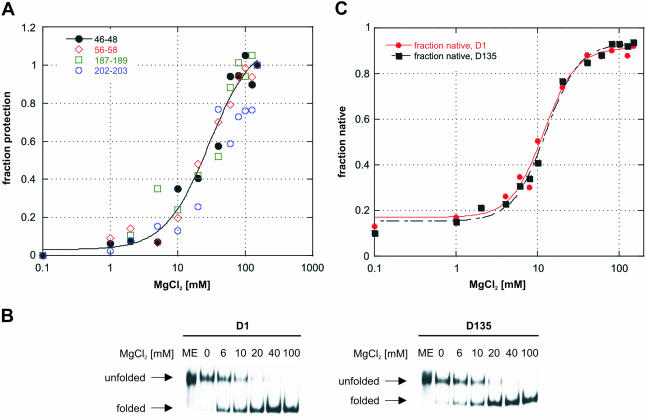 A
46-48
56-58
187-189
202-203
fraction protection
1.2
1
0.8
0.6
0.4
0.2
0
0.1 1 10 100 1000
MgCl2 [mM]
C
fraction native, D1
fraction native, D135
fraction native
1
0.8
0.6
0.4
0.2
0
0.1 1 10 100
MgCl2 [mM]
B
D1
MgCl2 [mM] ME 0 6 10 20 40 100
unfolded
folded
D135
MgCl2 [mM] ME 0 6 10 20 40 100
unfolded
folded